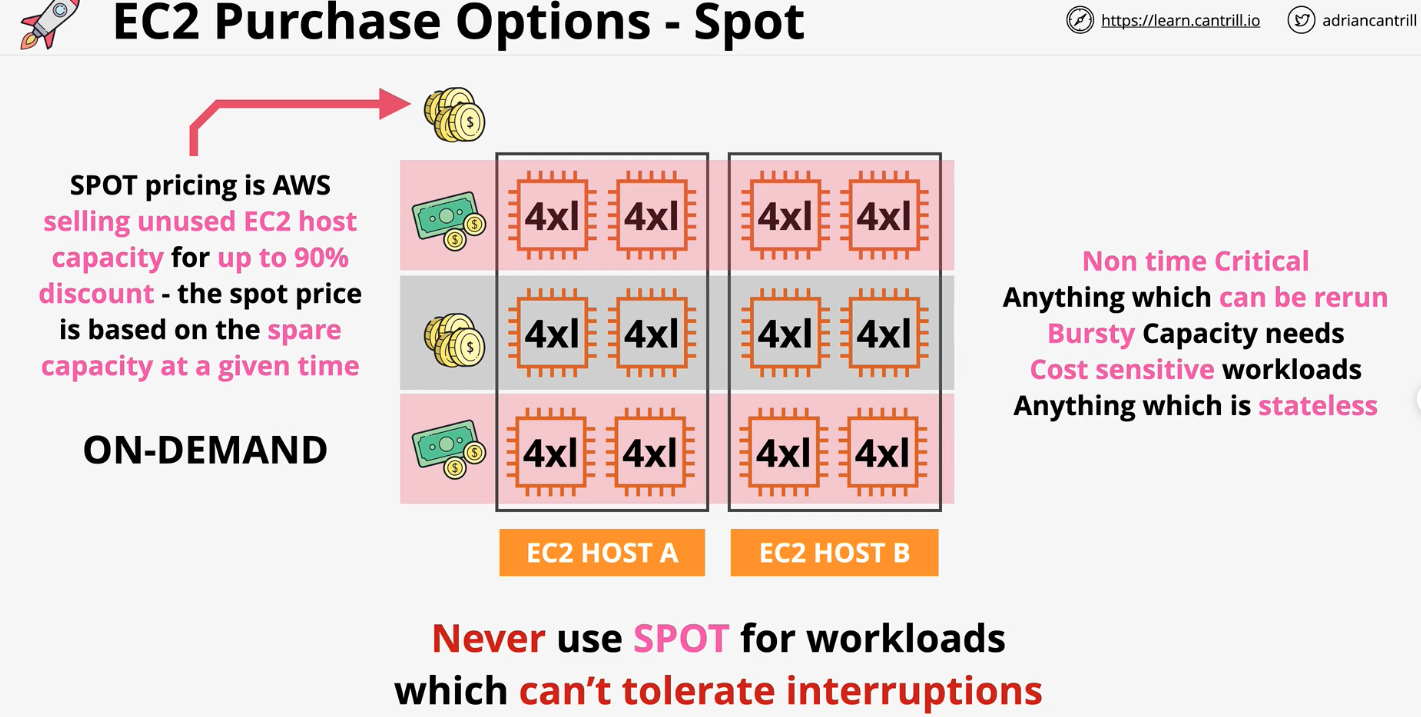 EC2 Purchase Options - Spot
https://learn.cantrill.io
adriancantrill
SPOT pricing is AWS
selling unused EC2 host
capacity for up to 90%
discount - the spot price
is based on the spare
capacity at a given time
ON-DEMAND
$
$
$
4xl 4xl 4xl 4xl
$
4xl 4xl 4xl 4xl
$
$
4xl 4xl 4xl 4xl
EC2 HOST A
EC2 HOST B
Non time Critical
Anything which can be rerun
Bursty Capacity needs
Cost sensitive workloads
Anything which is stateless
Never use SPOT for workloads
which can't tolerate interruptions